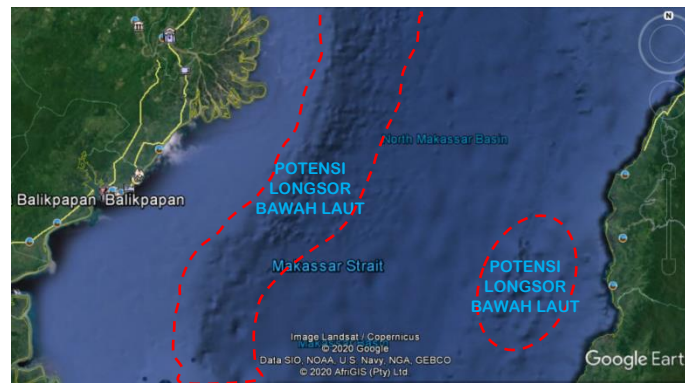 N
North Makassar Basin
POTENSI
LONGSOR
BAWAH LAUT
Balikpapan Balikpapan
Makassar Strait
POTENSI
LONGSOR
BAWAH LAUT
Image Landsat / Copernicus
© 2020 Google
Data SIO, NOAA, U.S. Navy, NGA, GEBCO
© 2020 AfriGIS (Pty) Ltd
Google Eart